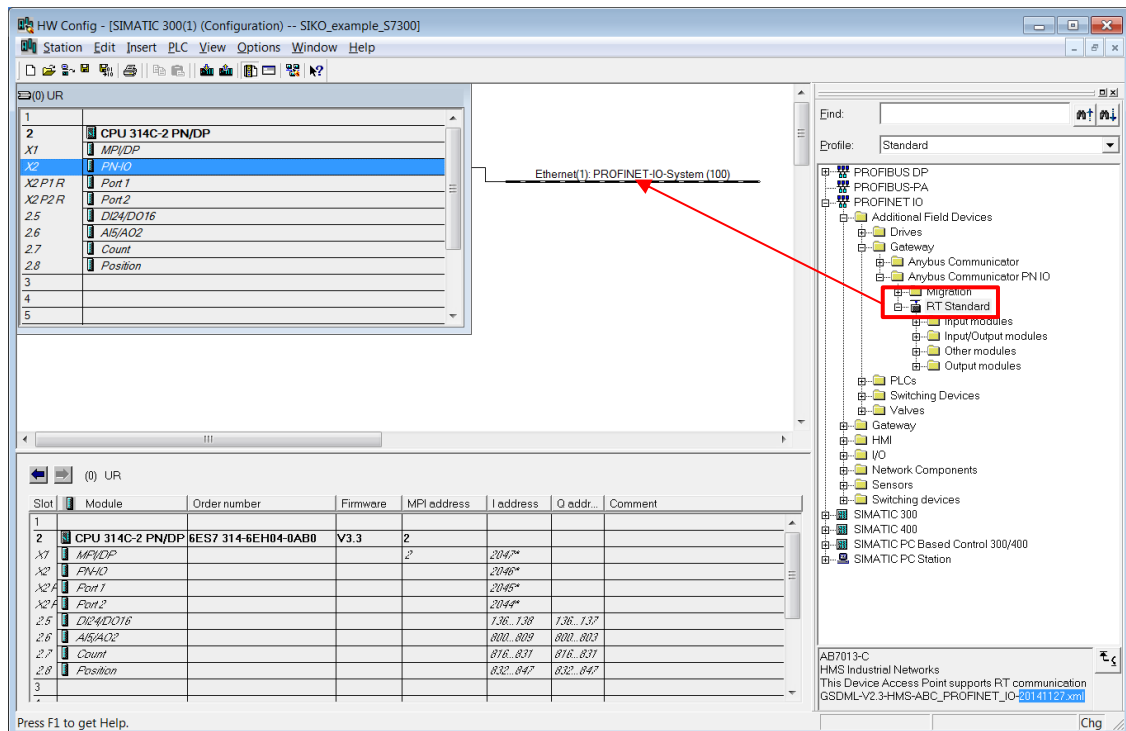 HW Config - [SIMATIC 300(1) (Configuration) -- SIKO_example_S7300]
Station Edit Insert PLC View Options Window Help
(0) UR
1
2 CPU 314C-2 PN/DP
X1 MPI/DP
X2 PN-IO
X2 P1 R Port 1
X2 P2 R Port 2
2.5 DI24/DO16
2.6 AI5/AO2
2.7 Count
2.8 Position
3
4
5
Ethernet(1): PROFINET-IO-System (100)
Find:
Profile: Standard
PROFIBUS DP
PROFIBUS-PA
PROFINET IO
Additional Field Devices
Drives
Gateway
Anybus Communicator
Anybus Communicator PN IO
Migration
RT Standard
Input modules
Input/Output modules
Other modules
Output modules
PLCs
Switching Devices
Valves
Gateway
HMI
I/O
Network Components
Sensors
Switching devices
SIMATIC 300
SIMATIC 400
SIMATIC PC Based Control 300/400
SIMATIC PC Station
(0) UR
Slot Module Order number Firmware MPI address I address Q addr... Comment
1
2 CPU 314C-2 PN/DP 6ES7 314-6EH04-0AB0 V3.3 2
X1 MPI/DP 2 2047*
X2 PN-IO 2046*
X2 F Port 1 2045*
X2 F Port 2 2044*
2.5 DI24/DO16 136...138 136...137
2.6 AI5/AO2 800...809 800...803
2.7 Count 816...831 816...831
2.8 Position 832...847 832...847
3
AB7013-C
HMS Industrial Networks
This Device Access Point supports RT communication
GSDML-V2.3-HMS-ABC_PROFINET_IO-20141127.xml
Press F1 to get Help.
Chg